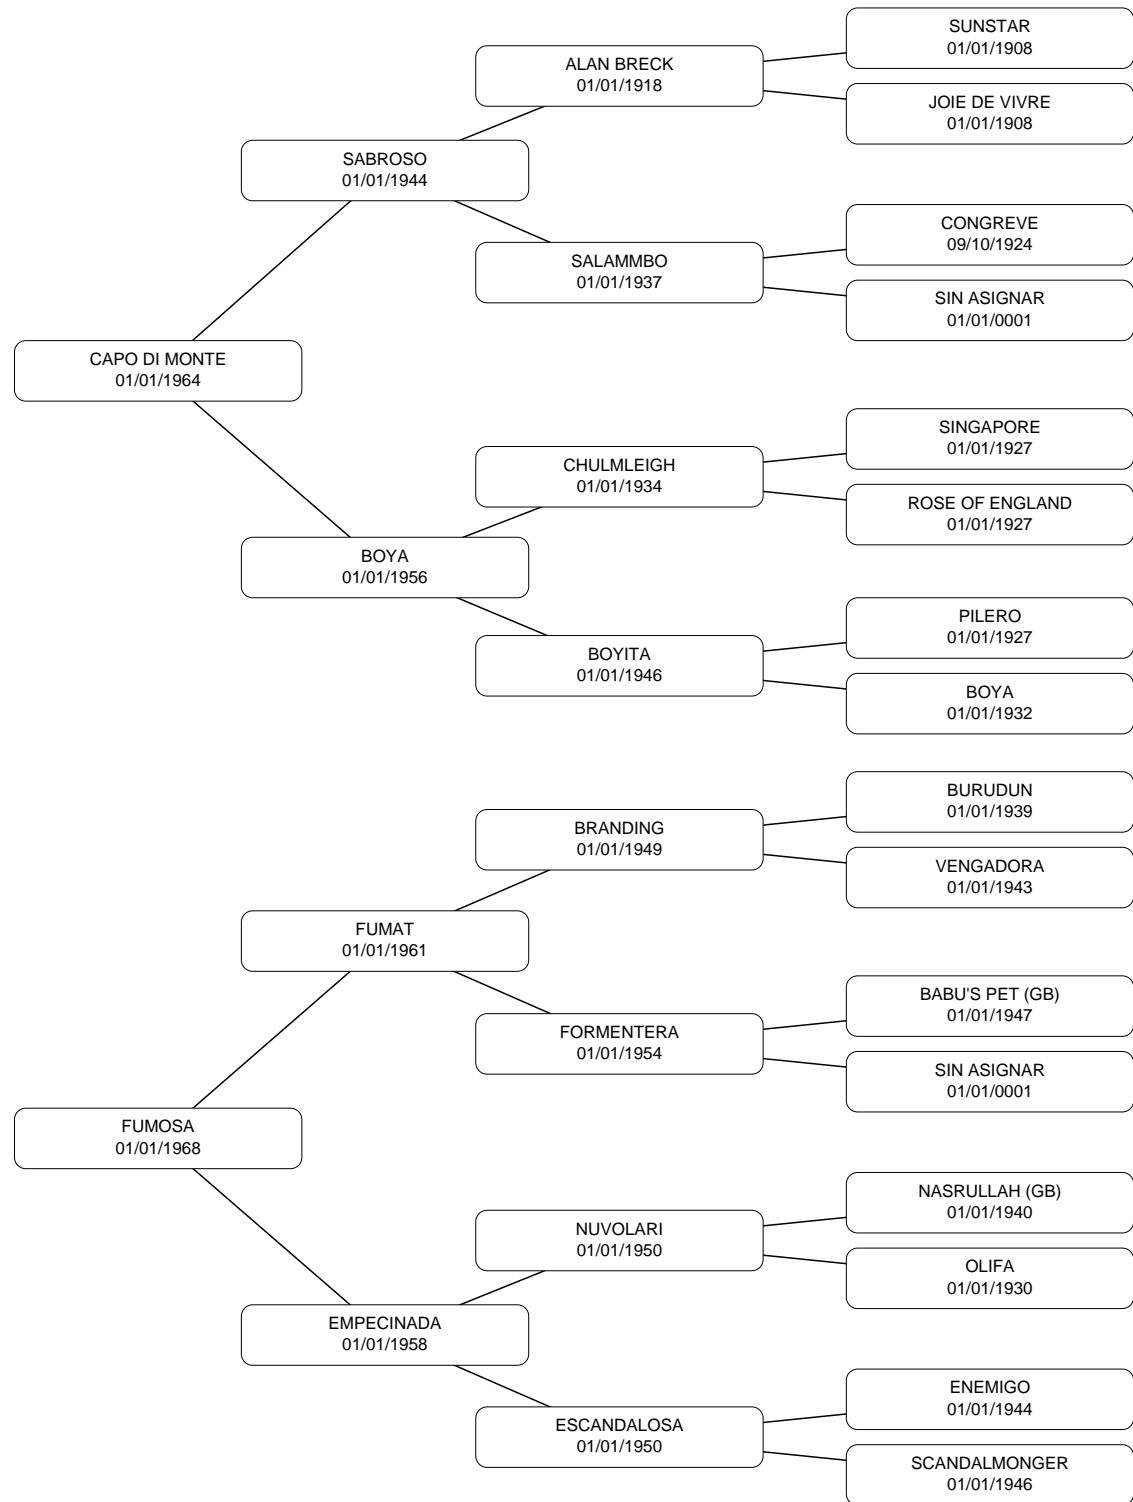 SUNSTAR
01/01/1908
ALAN BRECK
01/01/1918
JOIE DE VIVRE
01/01/1908
SABROSO
01/01/1944
CONGREVE
09/10/1924
SALAMMBO
01/01/1937
SIN ASIGNAR
01/01/0001
CAPO DI MONTE
01/01/1964
SINGAPORE
01/01/1927
CHULMLEIGH
01/01/1934
ROSE OF ENGLAND
01/01/1927
BOYA
01/01/1956
PILERO
01/01/1927
BOYITA
01/01/1946
BOYA
01/01/1932
BURUDUN
01/01/1939
BRANDING
01/01/1949
VENGADORA
01/01/1943
FUMAT
01/01/1961
BABU'S PET (GB)
01/01/1947
FORMENTERA
01/01/1954
SIN ASIGNAR
01/01/0001
FUMOSA
01/01/1968
NASRULLAH (GB)
01/01/1940
NUVOLARI
01/01/1950
OLIFA
01/01/1930
EMPECINADA
01/01/1958
ENEMIGO
01/01/1944
ESCANDALOSA
01/01/1950
SCANDALMONGER
01/01/1946